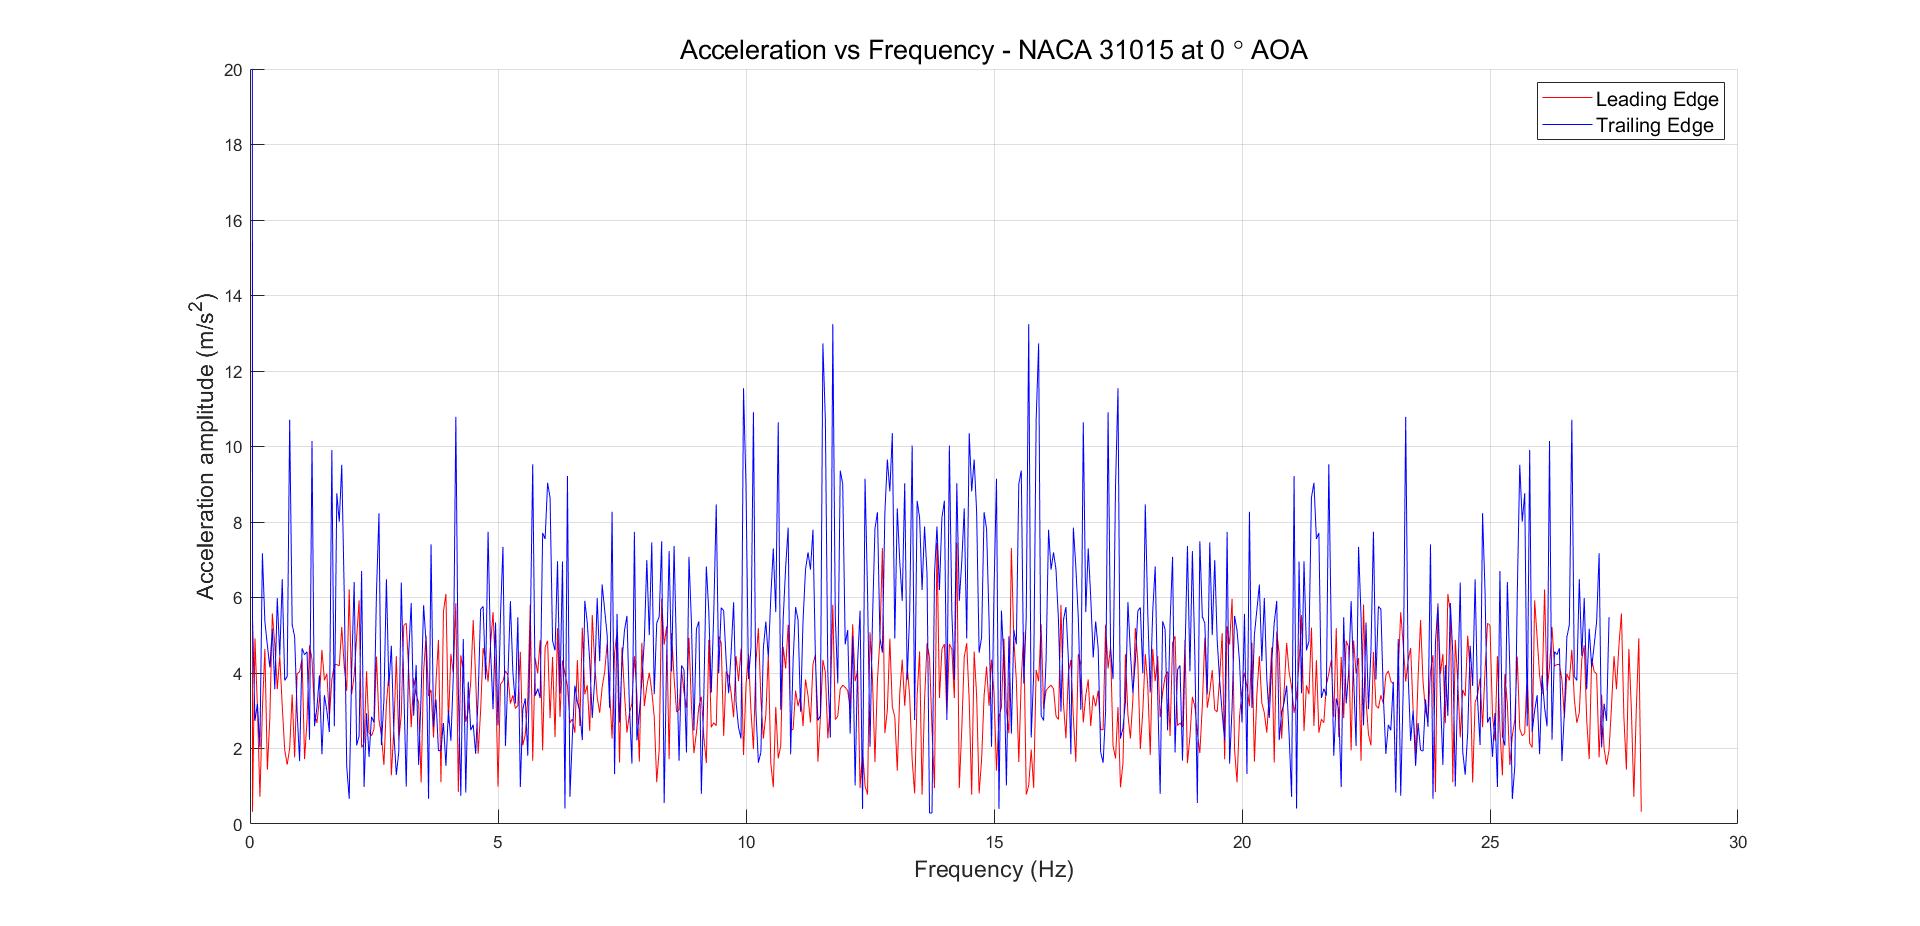 Acceleration vs Frequency - NACA 31015 at 0 ° AOA
Leading Edge
Trailing Edge
Acceleration amplitude (m/s²)
20
18
16
14
12
10
8
6
4
2
0
0 5 10 15 20 25 30
Frequency (Hz)